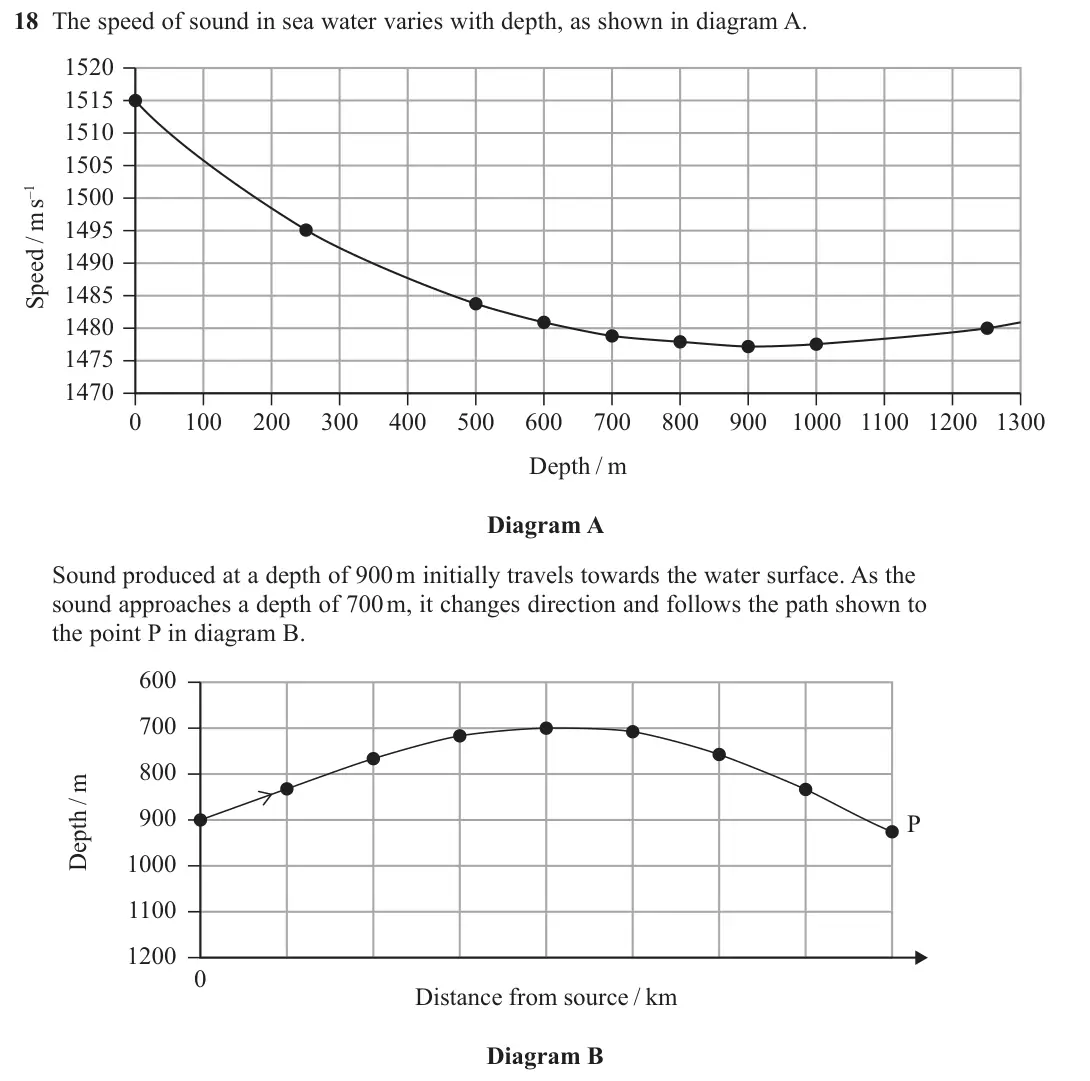 18 The speed of sound in sea water varies with depth, as shown in diagram A.
1520
1515
1510
1505
1500
1495
1490
1485
1480
1475
1470
Speed / m s⁻¹
0 100 200 300 400 500 600 700 800 900 1000 1100 1200 1300
Depth / m
Diagram A
Sound produced at a depth of 900 m initially travels towards the water surface. As the
sound approaches a depth of 700 m, it changes direction and follows the path shown to
the point P in diagram B.
600
700
800
900
1000
1100
1200
Depth / m
P
0
Distance from source / km
Diagram B